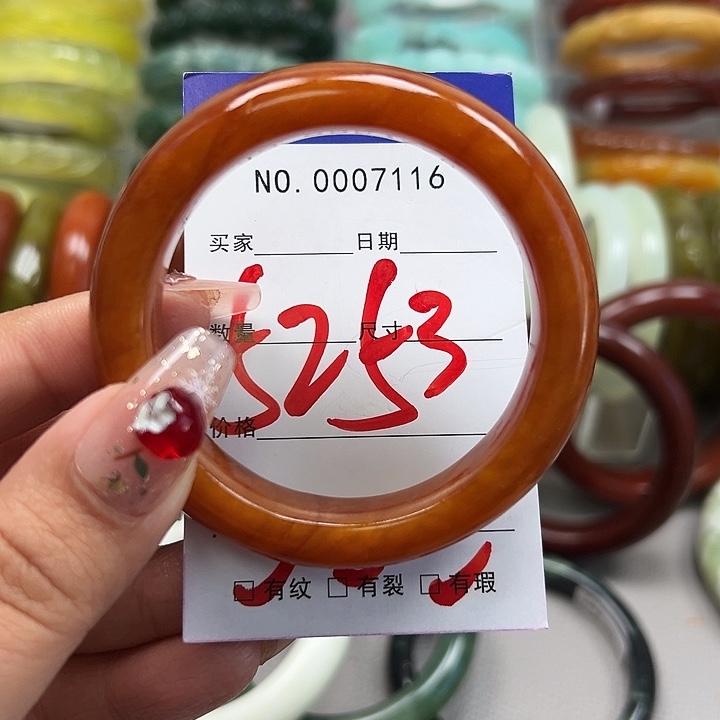 NO. 0007116
买家 日期
5253
数量 尺寸
价格
有纹 有裂 有瑕